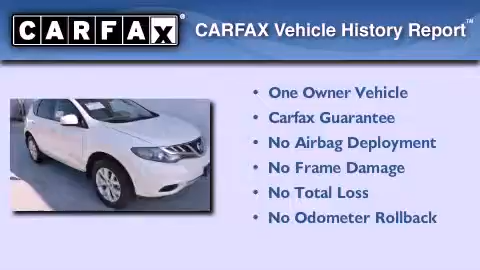 CARFAX® CARFAX Vehicle History Report™
• One Owner Vehicle
• Carfax Guarantee
• No Airbag Deployment
• No Frame Damage
• No Total Loss
• No Odometer Rollback